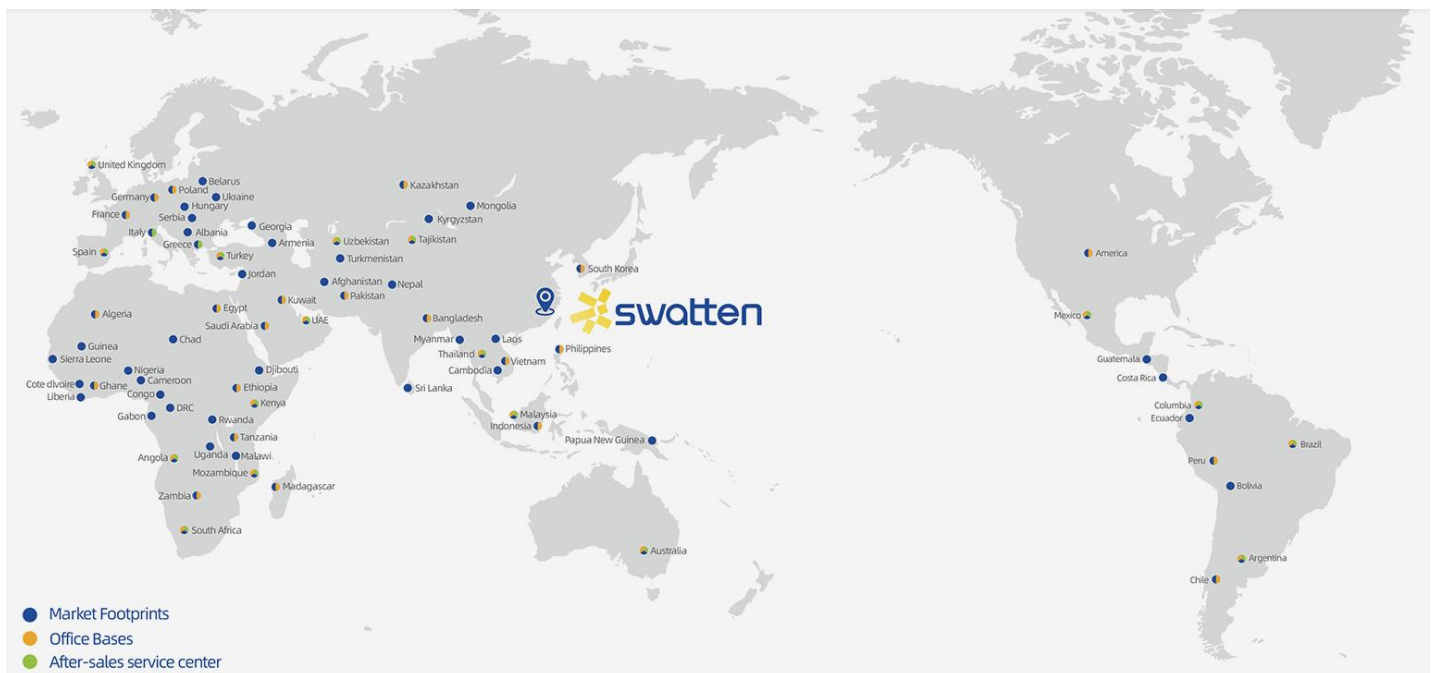 United Kingdom
Belarus
Poland
Germany
Ukraine
Hungary
France
Serbia
Italy
Albania
Georgia
Greece
Armenia
Spain
Turkey
Jordan
Kazakhstan
Mongolia
Kyrgyzstan
Uzbekistan
Tajikistan
Turkmenistan
Afghanistan
Nepal
Pakistan
South Korea
swatten
Kuwait
Egypt
Algeria
Saudi Arabia
UAE
Bangladesh
Myanmar
Laos
Thailand
Vietnam
Cambodia
Philippines
Sri Lanka
Malaysia
Indonesia
Papua New Guinea
Chad
Guinea
Sierra Leone
Nigeria
Djibouti
Cameroon
Cote dlvoire
Ghane
Ethiopia
Liberia
Congo
Kenya
DRC
Gabon
Rwanda
Tanzania
Uganda
Malawi
Angola
Mozambique
Madagascar
Zambia
South Africa
Australia
America
Mexico
Guatemala
Costa Rica
Columbia
Ecuador
Brazil
Peru
Bolivia
Argentina
Chile
Market Footprints
Office Bases
After-sales service center